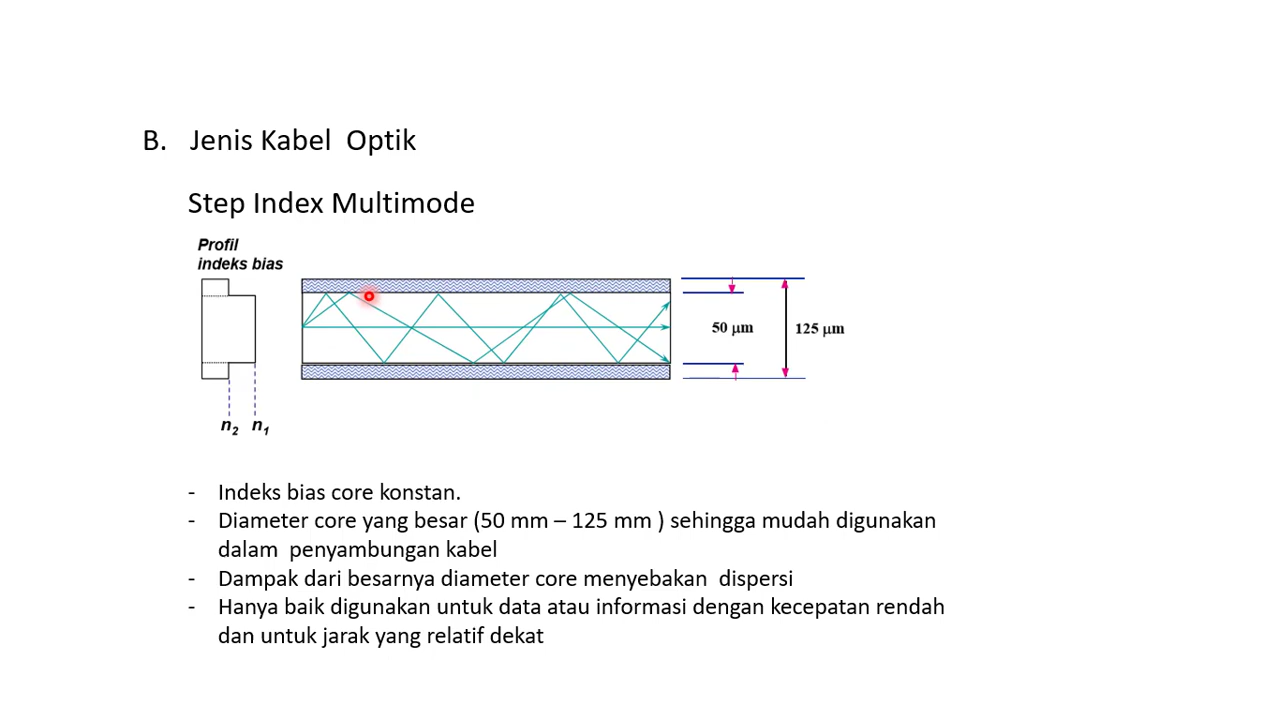 B. Jenis Kabel Optik
Step Index Multimode
Profil
indeks bias
50 μm
125 μm
n2 n1
- Indeks bias core konstan.
- Diameter core yang besar (50 mm – 125 mm ) sehingga mudah digunakan
dalam penyambungan kabel
- Dampak dari besarnya diameter core menyebakan dispersi
- Hanya baik digunakan untuk data atau informasi dengan kecepatan rendah
dan untuk jarak yang relatif dekat